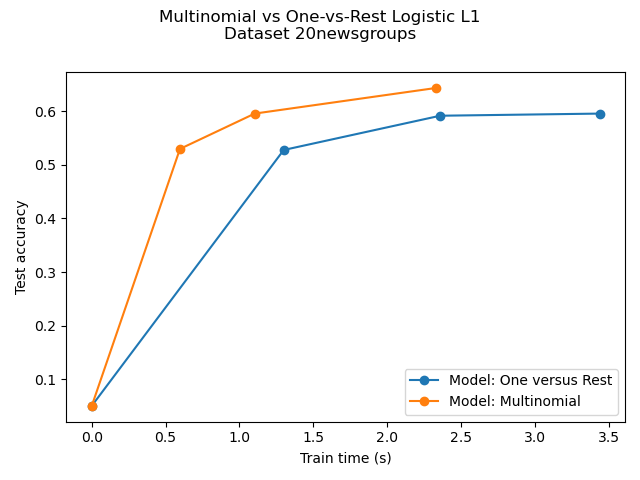 Multinomial vs One-vs-Rest Logistic L1
Dataset 20newsgroups
0.6
0.5
0.4
0.3
0.2
0.1
Test accuracy
Model: One versus Rest
Model: Multinomial
0.0 0.5 1.0 1.5 2.0 2.5 3.0 3.5
Train time (s)